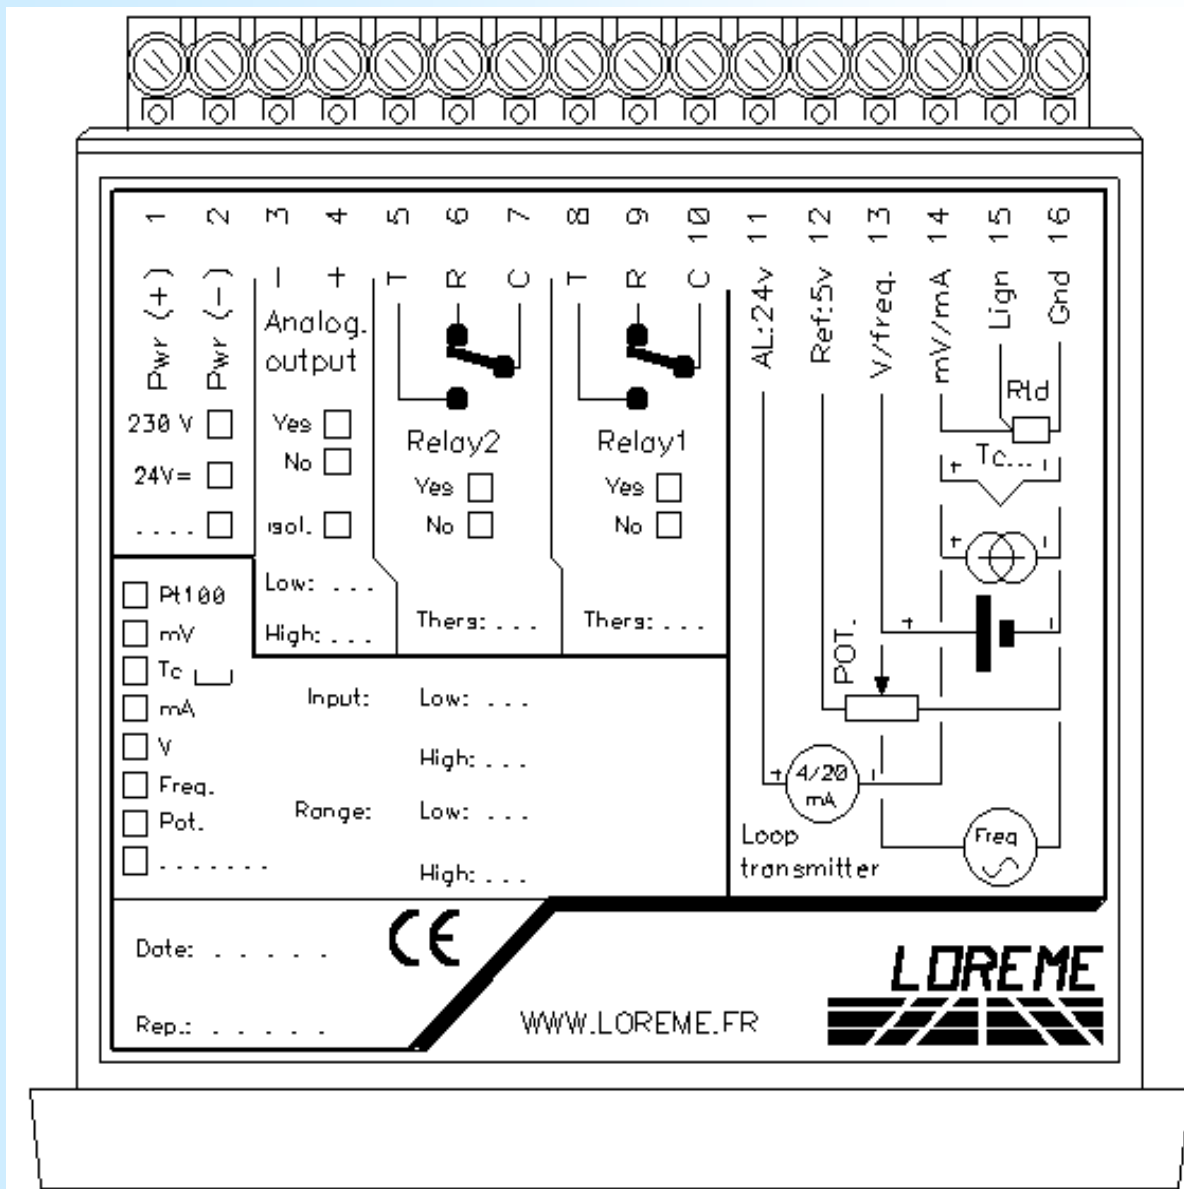 1 2 3 4 5 6 7 8 9 10 11 12 13 14 15 16
Pwr (+)
Pwr (-)
- +
Analog.
output
T R C
T R C
AL:24v
Ref:5v
V/freq.
mV/mA
Lign
Gnd
230 V
24V=
. . . .
Yes
No
isol.
Low: . . .
High: . . .
Relay2
Yes
No
Thers: . . .
Relay1
Yes
No
Thers: . . .
Rtd
Tc...
+ -
+ -
+ -
POT.
+ 4/20 -
mA
Loop
transmitter
Freq
Pt100
mV
Tc
mA
V
Freq.
Pot.
. . . . . . .
Input: Low: . . .
High: . . .
Range: Low: . . .
High: . . .
Date: . . . . .
CE
Rep.: . . . . .
WWW.LOREME.FR
LOREME